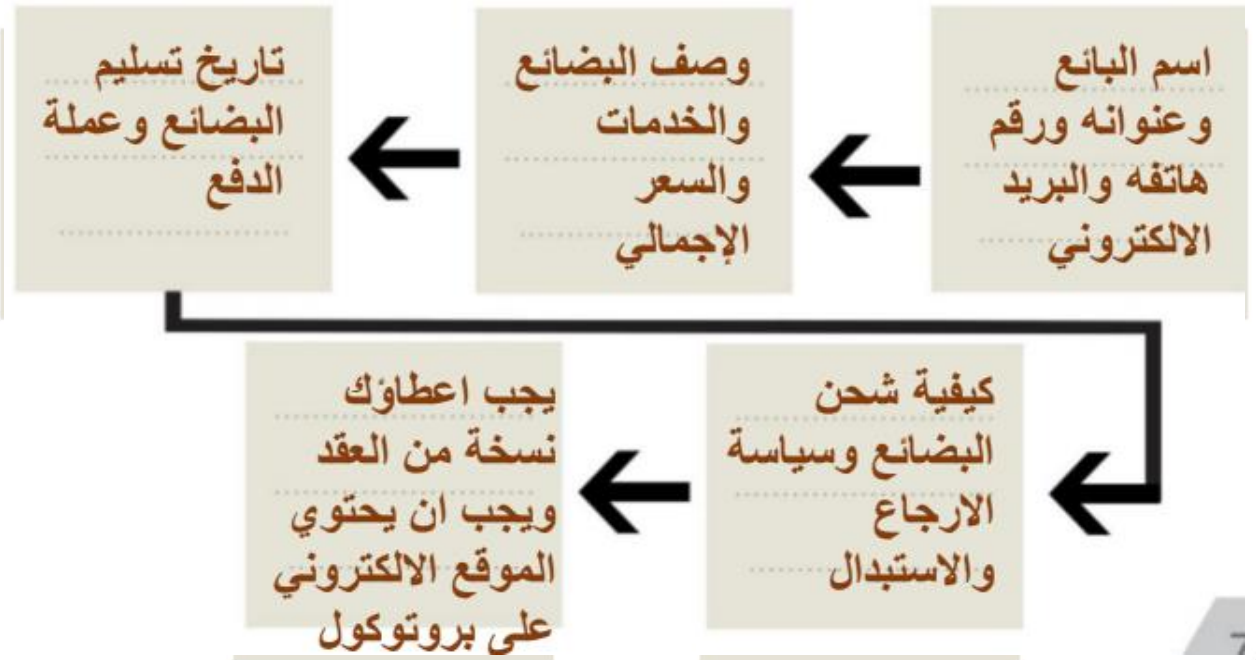 اسم البائع
وعنوانه ورقم
هاتفه والبريد
الالكتروني
وصف البضائع
والخدمات
والسعر
الإجمالي
تاريخ تسليم
البضائع وعملة
الدفع
كيفية شحن
البضائع وسياسة
الارجاع
والاستبدال
يجب اعطاؤك
نسخة من العقد
ويجب ان يحتوي
الموقع الالكتروني
على بروتوكول